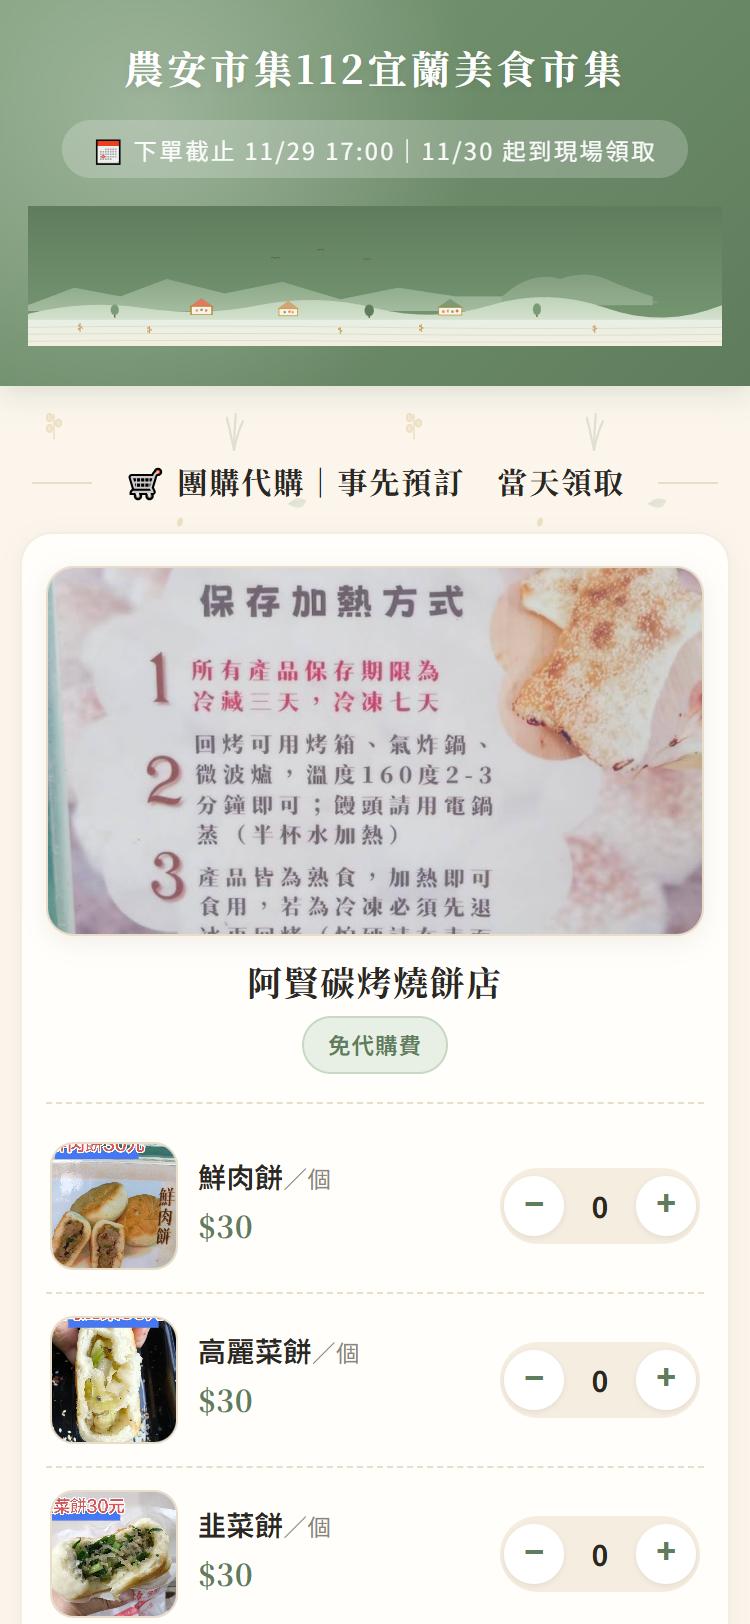 農安市集112宜蘭美食市集
下單截止 11/29 17:00｜11/30 起到現場領取
團購代購｜事先預訂　當天領取
保存加熱方式
1 所有產品保存期限為
冷藏三天，冷凍七天
2 回烤可用烤箱、氣炸鍋、
微波爐，溫度160度2-3
分鐘即可；饅頭請用電鍋
蒸（半杯水加熱）
3 產品皆為熟食，加熱即可
食用，若為冷凍必須先退
阿賢碳烤燒餅店
免代購費
鮮肉餅
鮮肉餅／個
$30
− 0 +
高麗菜餅／個
$30
− 0 +
菜餅30元
韭菜餅／個
$30
− 0 +